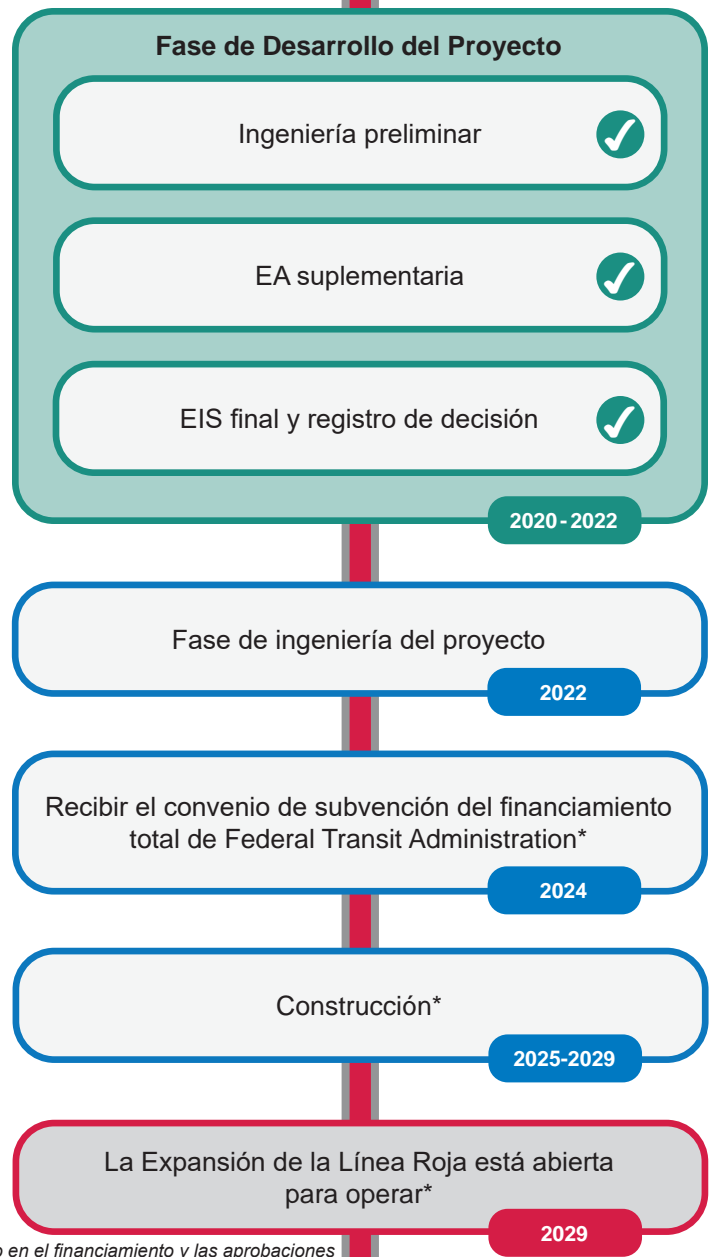 Fase de Desarrollo del Proyecto
Ingeniería preliminar
EA suplementaria
EIS final y registro de decisión
2020-2022
Fase de ingeniería del proyecto
2022
Recibir el convenio de subvención del financiamiento
total de Federal Transit Administration*
2024
Construcción*
2025-2029
La Expansión de la Línea Roja está abierta
para operar*
2029
en el financiamiento y las aprobaciones